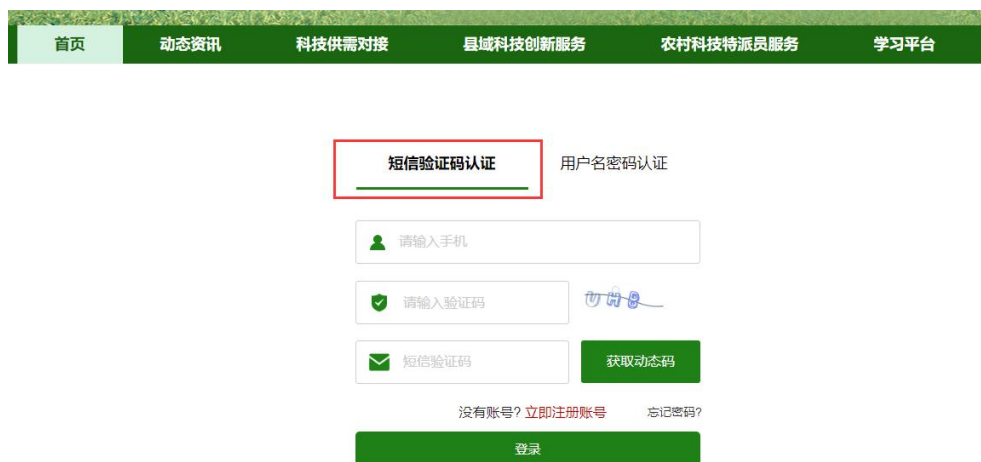 首页 动态资讯 科技供需对接 县域科技创新服务 农村科技特派员服务 学习平台
短信验证码认证 用户名密码认证
请输入手机
请输入验证码
短信验证码 获取动态码
没有账号? 立即注册账号 忘记密码?
登录